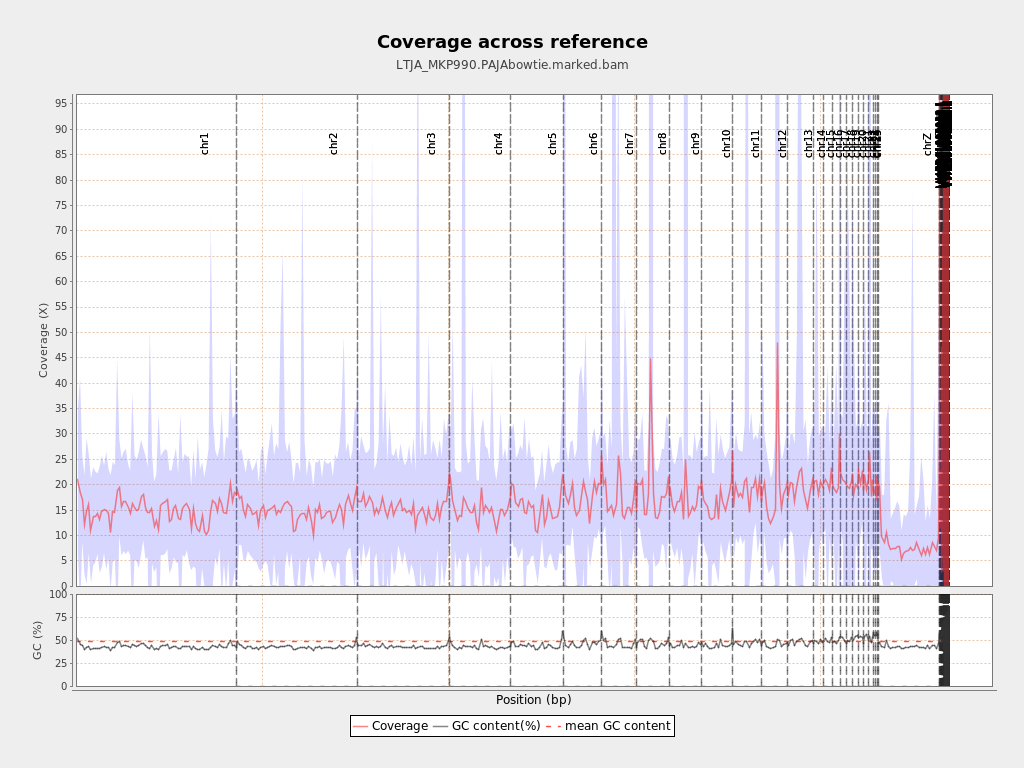 Coverage across reference
LTJA_MKP990.PAJAbowtie.marked.bam
95
90
85
80
75
70
65
60
55
50
45
40
35
30
25
20
15
10
5
0
Coverage (X)
chr1
chr2
chr3
chr4
chr5
chr6
chr7
chr8
chr9
chr10
chr11
chr12
chr13
chr14
chr15
chrZ
100
75
50
25
0
GC (%)
Position (bp)
Coverage GC content(%) mean GC content